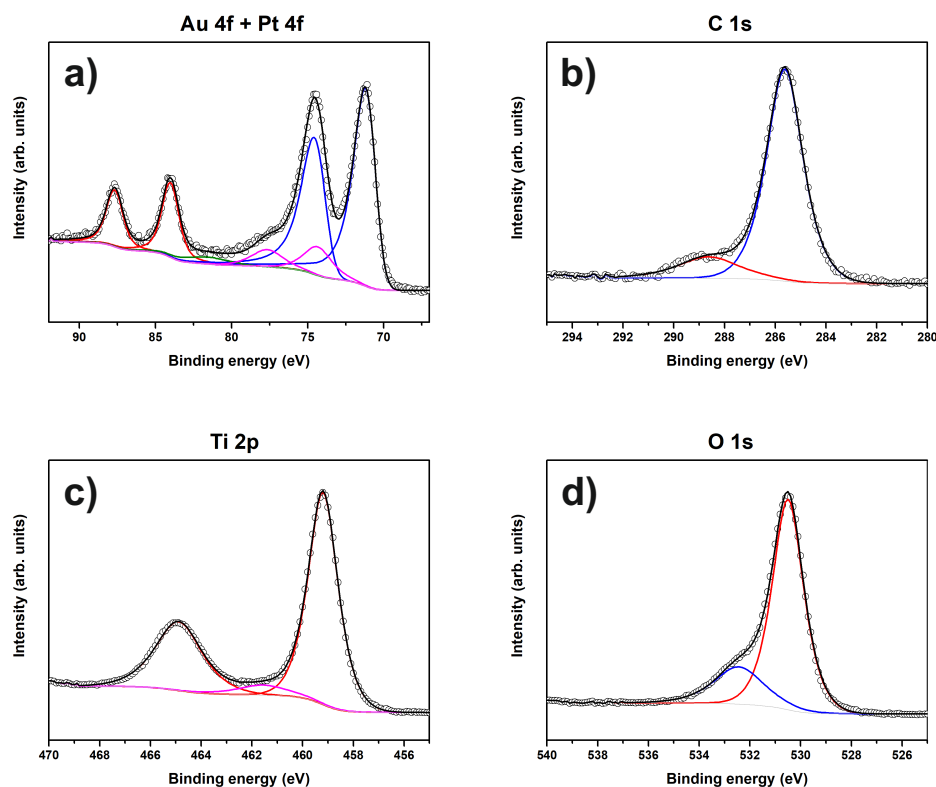 Au 4f + Pt 4f
a)
Intensity (arb. units)
90 85 80 75 70
Binding energy (eV)
C 1s
b)
Intensity (arb. units)
294 292 290 288 286 284 282 280
Binding energy (eV)
Ti 2p
c)
Intensity (arb. units)
470 468 466 464 462 460 458 456
Binding energy (eV)
O 1s
d)
Intensity (arb. units)
540 538 536 534 532 530 528 526
Binding energy (eV)